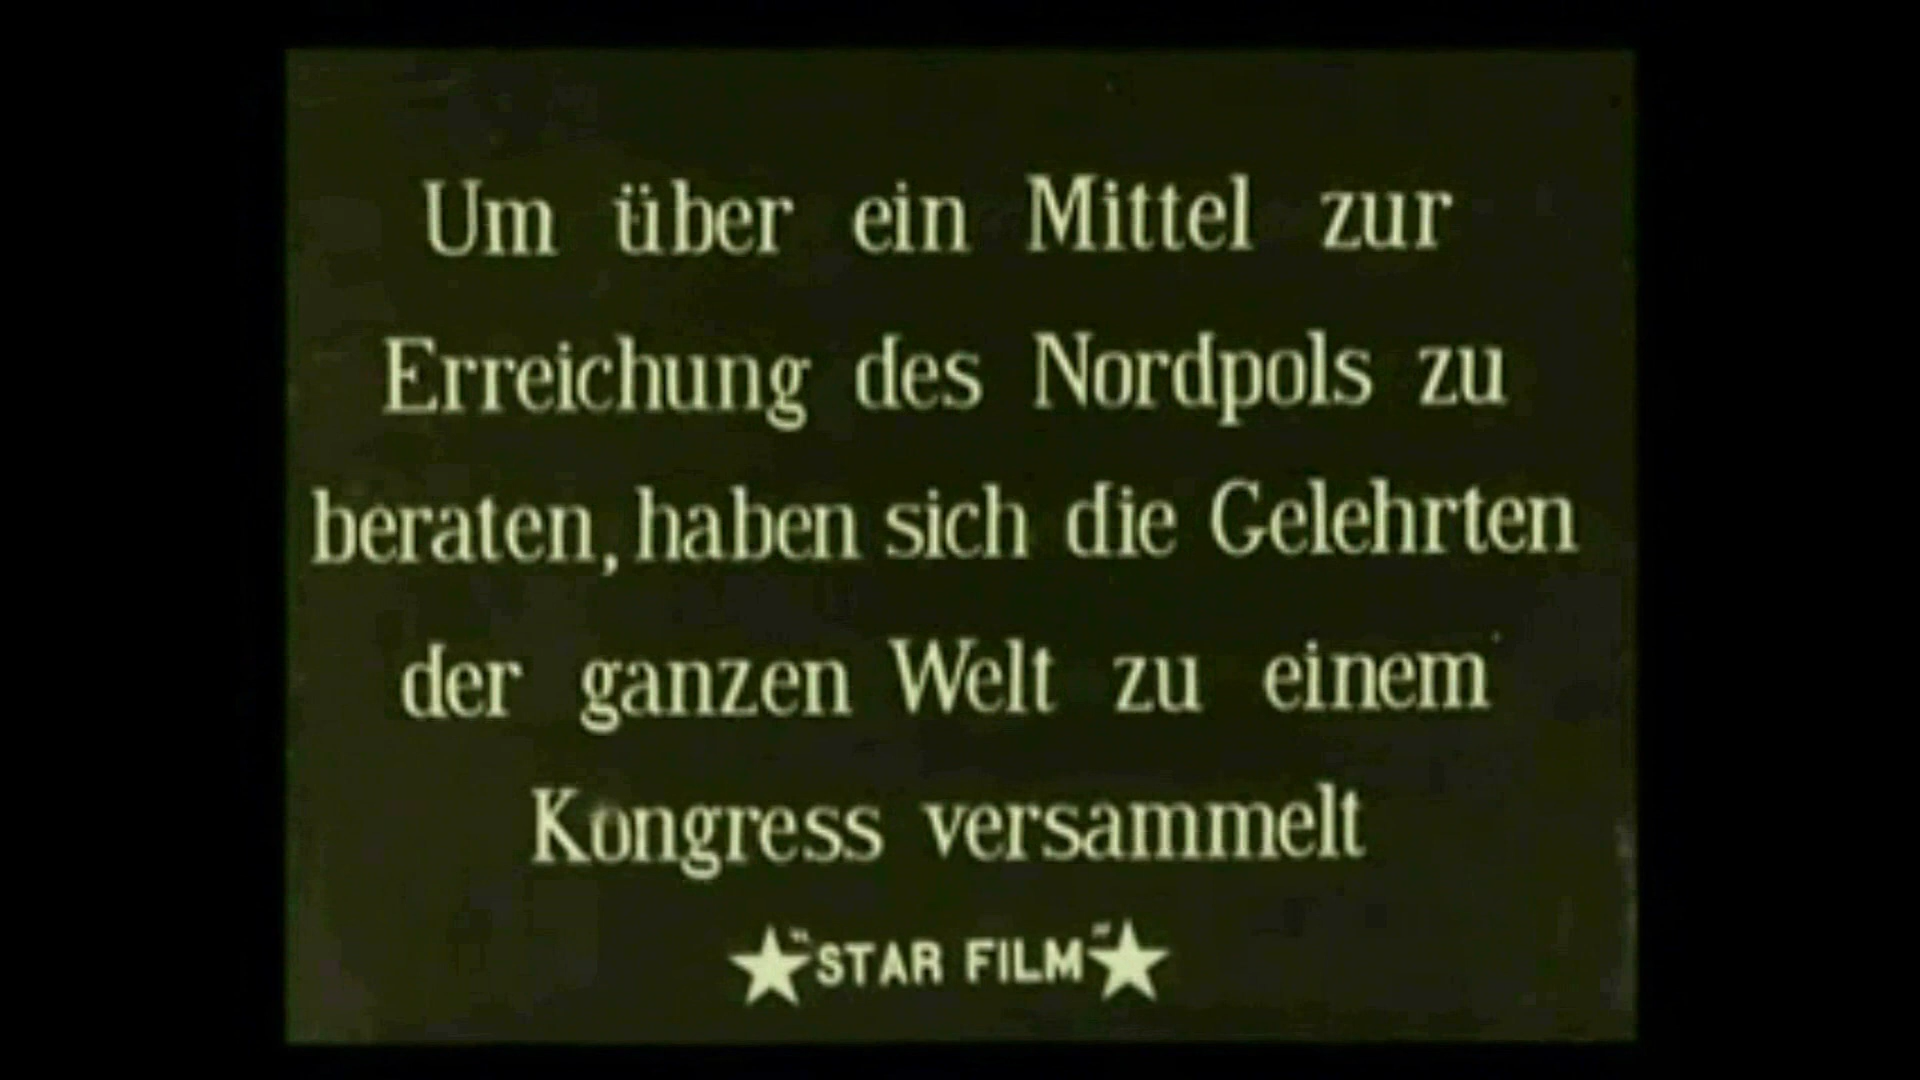 Um über ein Mittel zur
Erreichung des Nordpols zu
beraten, haben sich die Gelehrten
der ganzen Welt zu einem
Kongress versammelt
★"STAR FILM"★